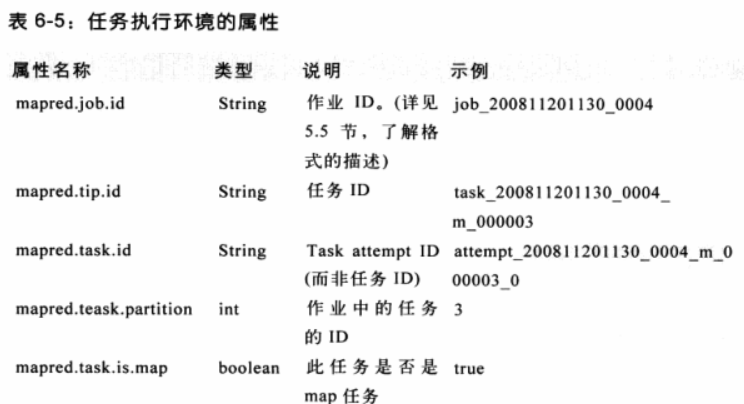 表 6-5：任务执行环境的属性
属性名称 类型 说明 示例
mapred.job.id String 作业 ID。(详见 job_200811201130_0004
5.5 节，了解格
式的描述)
mapred.tip.id String 任务 ID task_200811201130_0004_
m_000003
mapred.task.id String Task attempt ID attempt_200811201130_0004_m_0
(而非任务 ID) 00003_0
mapred.teask.partition int 作业中的任务 3
的 ID
mapred.task.is.map boolean 此任务是否是 true
map 任务